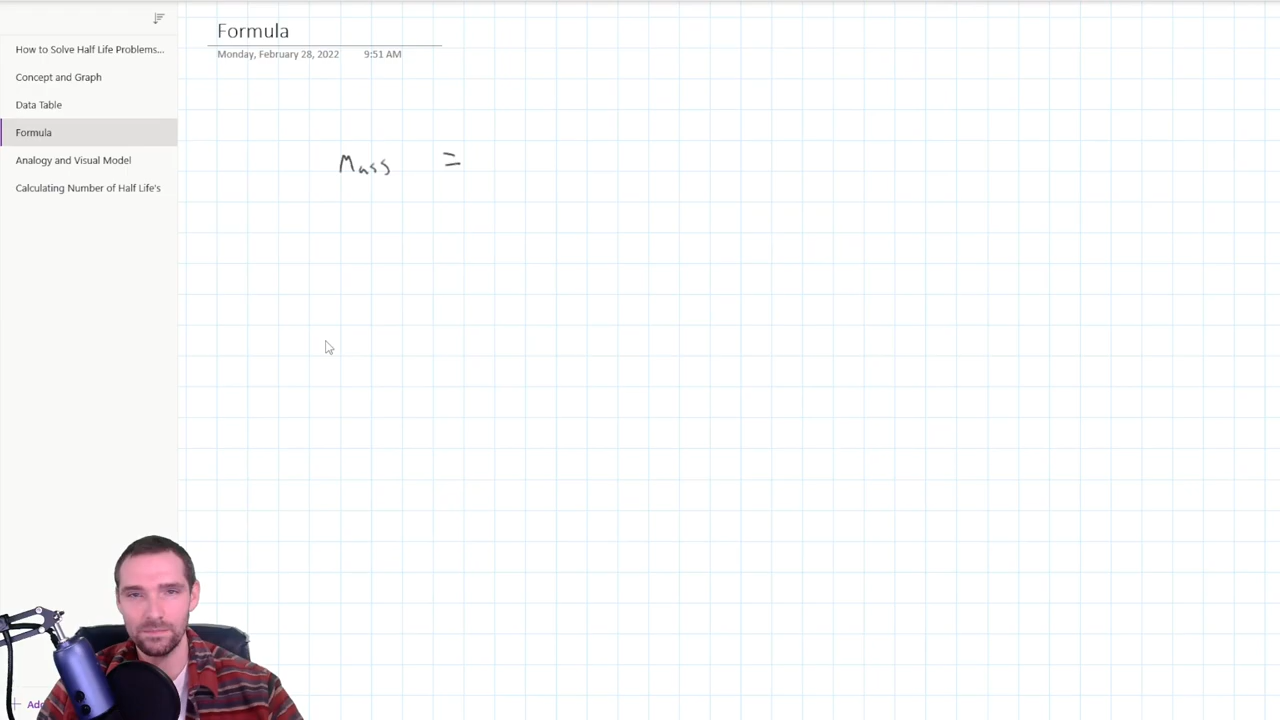 How to Solve Half Life Problems...
Concept and Graph
Data Table
Formula
Analogy and Visual Model
Calculating Number of Half Life's
Formula
Monday, February 28, 2022 9:51 AM
Mass =